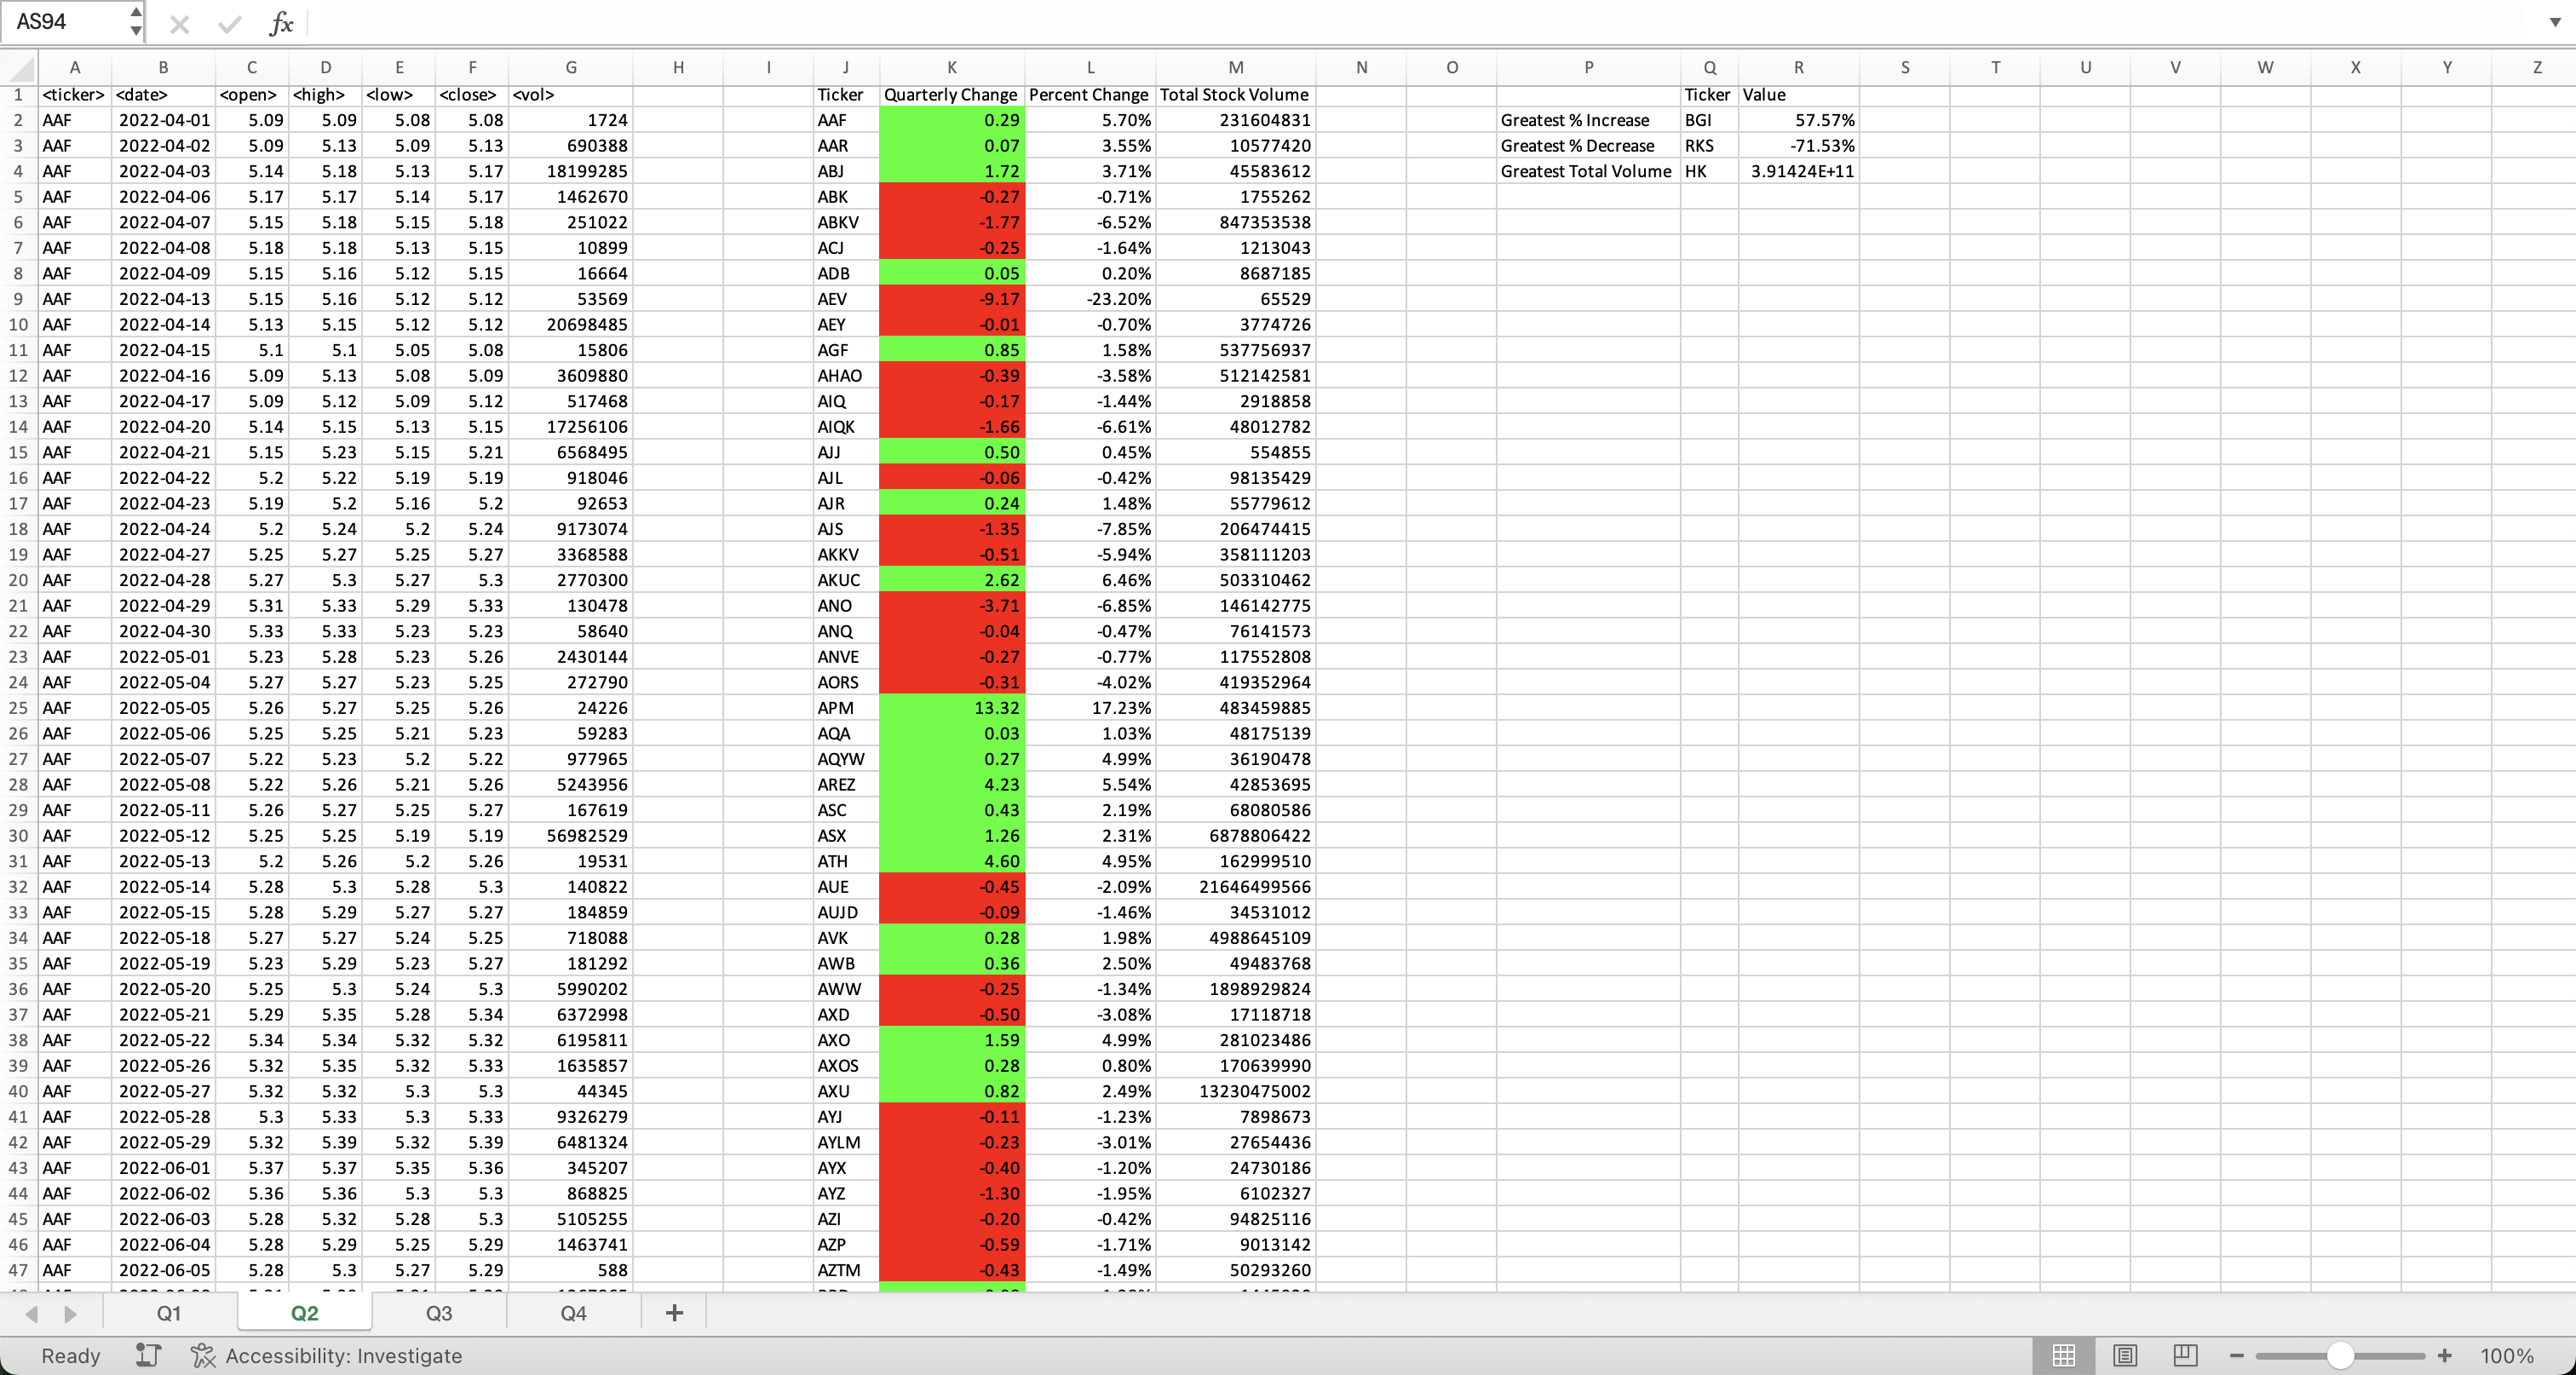 AS94 fx
A B C D E F G H I J K L M N O P Q R S T U V W X Y Z
1 <ticker> <date> <open> <high> <low> <close> <vol> Ticker Quarterly Change Percent Change Total Stock Volume Ticker Value
2 AAF 2022-04-01 5.09 5.09 5.08 5.08 1724 AAF 0.29 5.70% 231604831 Greatest % Increase BGI 57.57%
3 AAF 2022-04-02 5.09 5.13 5.09 5.13 690388 AAR 0.07 3.55% 10577420 Greatest % Decrease RKS -71.53%
4 AAF 2022-04-03 5.14 5.18 5.13 5.17 18199285 ABJ 1.72 3.71% 45583612 Greatest Total Volume HK 3.91424E+11
5 AAF 2022-04-06 5.17 5.17 5.14 5.17 1462670 ABK -0.27 -0.71% 1755262
6 AAF 2022-04-07 5.15 5.18 5.15 5.18 251022 ABKV -1.77 -6.52% 847353538
7 AAF 2022-04-08 5.18 5.18 5.13 5.15 10899 ACJ -0.25 -1.64% 1213043
8 AAF 2022-04-09 5.15 5.16 5.12 5.15 16664 ADB 0.05 0.20% 8687185
9 AAF 2022-04-13 5.15 5.16 5.12 5.12 53569 AEV -9.17 -23.20% 65529
10 AAF 2022-04-14 5.13 5.15 5.12 5.12 20698485 AEY -0.01 -0.70% 3774726
11 AAF 2022-04-15 5.1 5.1 5.05 5.08 15806 AGF 0.85 1.58% 537756937
12 AAF 2022-04-16 5.09 5.13 5.08 5.09 3609880 AHAO -0.39 -3.58% 512142581
13 AAF 2022-04-17 5.09 5.12 5.09 5.12 517468 AIQ -0.17 -1.44% 2918858
14 AAF 2022-04-20 5.14 5.15 5.13 5.15 17256106 AIQK -1.66 -6.61% 48012782
15 AAF 2022-04-21 5.15 5.23 5.15 5.21 6568495 AJJ 0.50 0.45% 554855
16 AAF 2022-04-22 5.2 5.22 5.19 5.19 918046 AJL -0.06 -0.42% 98135429
17 AAF 2022-04-23 5.19 5.2 5.16 5.2 92653 AJR 0.24 1.48% 55779612
18 AAF 2022-04-24 5.2 5.24 5.2 5.24 9173074 AJS -1.35 -7.85% 206474415
19 AAF 2022-04-27 5.25 5.27 5.25 5.27 3368588 AKKV -0.51 -5.94% 358111203
20 AAF 2022-04-28 5.27 5.3 5.27 5.3 2770300 AKUC 2.62 6.46% 503310462
21 AAF 2022-04-29 5.31 5.33 5.29 5.33 130478 ANO -3.71 -6.85% 146142775
22 AAF 2022-04-30 5.33 5.33 5.23 5.23 58640 ANQ -0.04 -0.47% 76141573
23 AAF 2022-05-01 5.23 5.28 5.23 5.26 2430144 ANVE -0.27 -0.77% 117552808
24 AAF 2022-05-04 5.27 5.27 5.23 5.25 272790 AORS -0.31 -4.02% 419352964
25 AAF 2022-05-05 5.26 5.27 5.25 5.26 24226 APM 13.32 17.23% 483459885
26 AAF 2022-05-06 5.25 5.25 5.21 5.23 59283 AQA 0.03 1.03% 48175139
27 AAF 2022-05-07 5.22 5.23 5.2 5.22 977965 AQYW 0.27 4.99% 36190478
28 AAF 2022-05-08 5.22 5.26 5.21 5.26 5243956 AREZ 4.23 5.54% 42853695
29 AAF 2022-05-11 5.26 5.27 5.25 5.27 167619 ASC 0.43 2.19% 68080586
30 AAF 2022-05-12 5.25 5.25 5.19 5.19 56982529 ASX 1.26 2.31% 6878806422
31 AAF 2022-05-13 5.2 5.26 5.2 5.26 19531 ATH 4.60 4.95% 162999510
32 AAF 2022-05-14 5.28 5.3 5.28 5.3 140822 AUE -0.45 -2.09% 21646499566
33 AAF 2022-05-15 5.28 5.29 5.27 5.27 184859 AUJD -0.09 -1.46% 34531012
34 AAF 2022-05-18 5.27 5.27 5.24 5.25 718088 AVK 0.28 1.98% 4988645109
35 AAF 2022-05-19 5.23 5.29 5.23 5.27 181292 AWB 0.36 2.50% 49483768
36 AAF 2022-05-20 5.25 5.3 5.24 5.3 5990202 AWW -0.25 -1.34% 1898929824
37 AAF 2022-05-21 5.29 5.35 5.28 5.34 6372998 AXD -0.50 -3.08% 17118718
38 AAF 2022-05-22 5.34 5.34 5.32 5.32 6195811 AXO 1.59 4.99% 281023486
39 AAF 2022-05-26 5.32 5.35 5.32 5.33 1635857 AXOS 0.28 0.80% 170639990
40 AAF 2022-05-27 5.32 5.32 5.3 5.3 44345 AXU 0.82 2.49% 13230475002
41 AAF 2022-05-28 5.3 5.33 5.3 5.33 9326279 AYJ -0.11 -1.23% 7898673
42 AAF 2022-05-29 5.32 5.39 5.32 5.39 6481324 AYLM -0.23 -3.01% 27654436
43 AAF 2022-06-01 5.37 5.37 5.35 5.36 345207 AYX -0.40 -1.20% 24730186
44 AAF 2022-06-02 5.36 5.36 5.3 5.3 868825 AYZ -1.30 -1.95% 6102327
45 AAF 2022-06-03 5.28 5.32 5.28 5.3 5105255 AZI -0.20 -0.42% 94825116
46 AAF 2022-06-04 5.28 5.29 5.25 5.29 1463741 AZP -0.59 -1.71% 9013142
47 AAF 2022-06-05 5.28 5.3 5.27 5.29 588 AZTM -0.43 -1.49% 50293260
Q1 Q2 Q3 Q4 +
Ready Accessibility: Investigate 100%